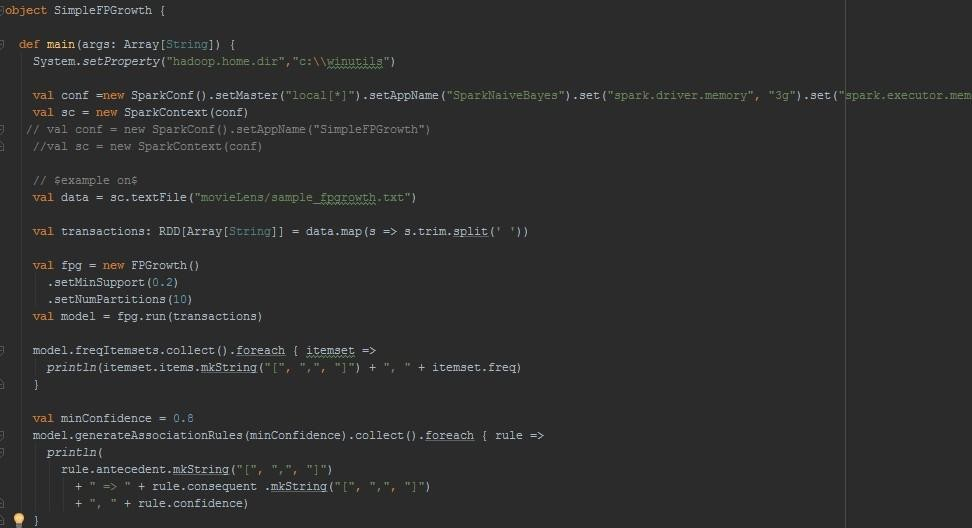 object SimpleFPGrowth {
def main(args: Array[String]) {
System.setProperty("hadoop.home.dir","c:\\winutils")
val conf =new SparkConf().setMaster("local[*]").setAppName("SparkNaiveBayes").set("spark.driver.memory", "3g").set("spark.executor.mem
val sc = new SparkContext(conf)
// val conf = new SparkConf().setAppName("SimpleFPGrowth")
//val sc = new SparkContext(conf)
// $example on$
val data = sc.textFile("movieLens/sample_fpgrowth.txt")
val transactions: RDD[Array[String]] = data.map(s => s.trim.split(' '))
val fpg = new FPGrowth()
.setMinSupport(0.2)
.setNumPartitions(10)
val model = fpg.run(transactions)
model.freqItemsets.collect().foreach { itemset =>
println(itemset.items.mkString("[", ",", "]") + ", " + itemset.freq)
}
val minConfidence = 0.8
model.generateAssociationRules(minConfidence).collect().foreach { rule =>
println(
rule.antecedent.mkString("[", ",", "]")
+ " => " + rule.consequent .mkString("[", ",", "]")
+ ", " + rule.confidence)
}